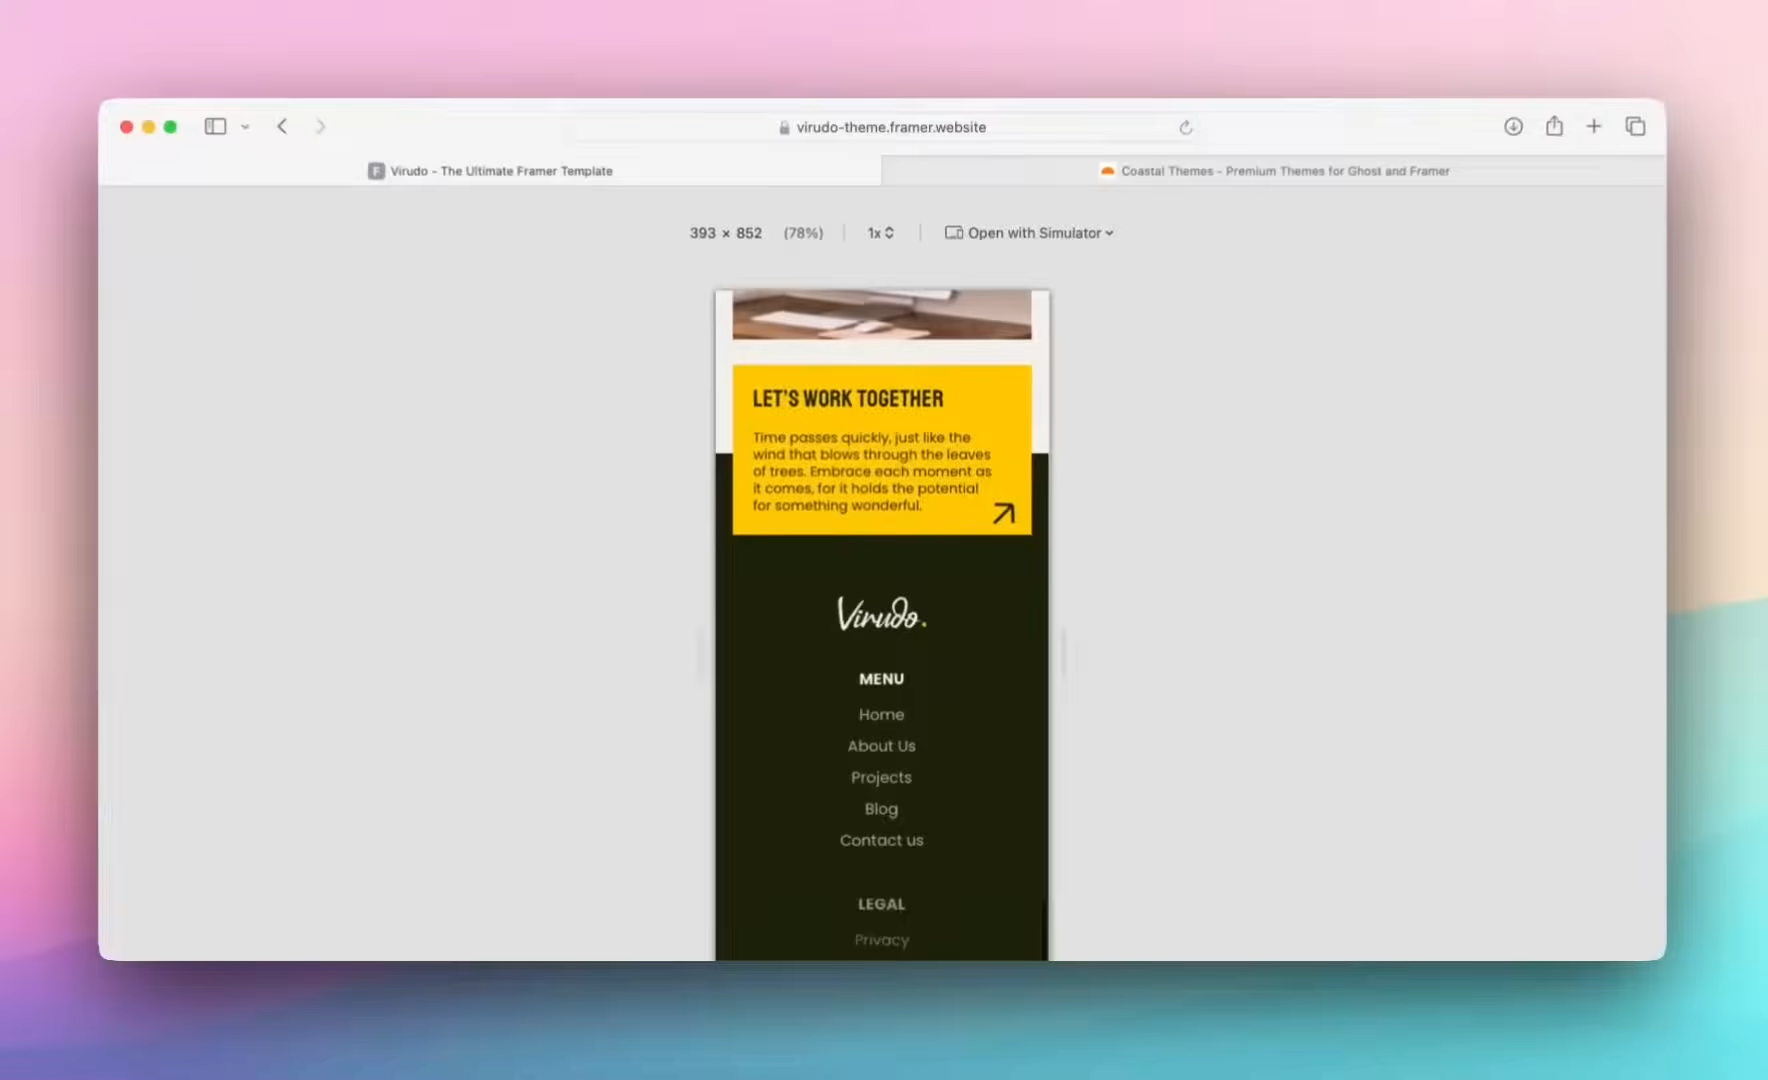 virudo-theme.framer.website
Virudo - The Ultimate Framer Template
Coastal Themes - Premium Themes for Ghost and Framer
393 × 852 (78%) 1x Open with Simulator
LET'S WORK TOGETHER
Time passes quickly, just like the
wind that blows through the leaves
of trees. Embrace each moment as
it comes, for it holds the potential
for something wonderful.
Virudo.
MENU
Home
About Us
Projects
Blog
Contact us
LEGAL
Privacy